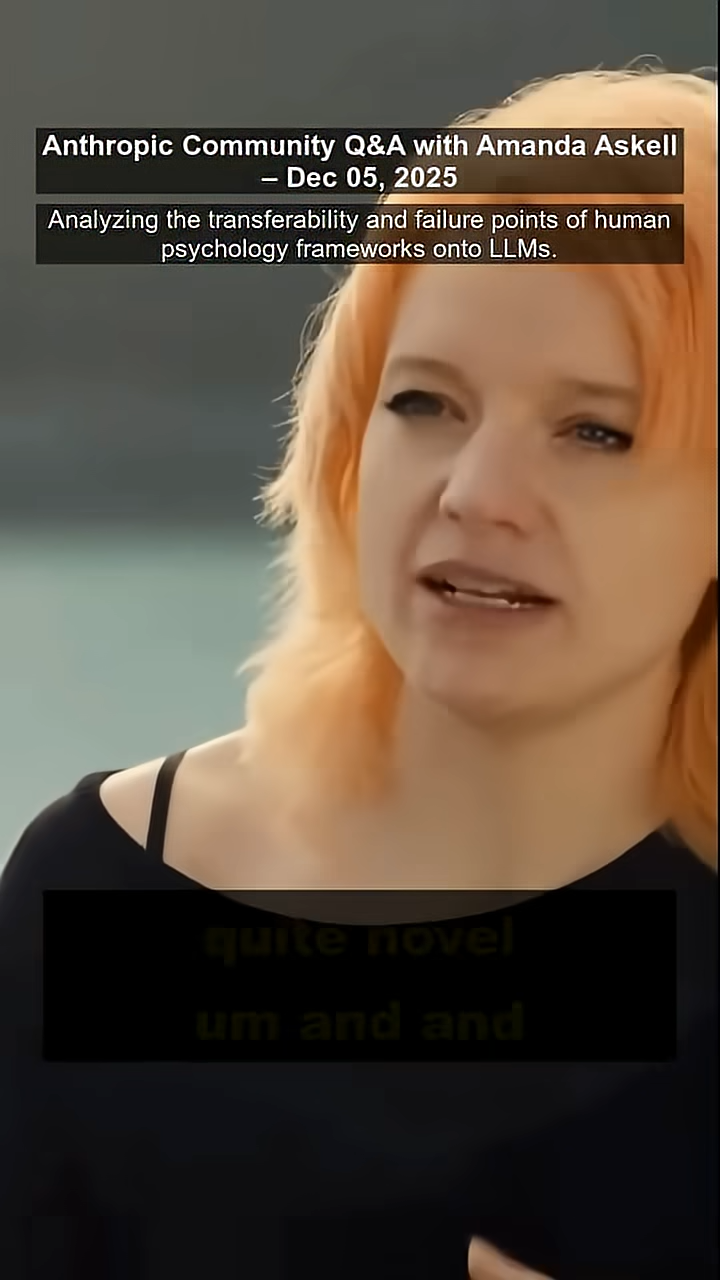 Anthropic Community Q&A with Amanda Askell
– Dec 05, 2025
Analyzing the transferability and failure points of human
psychology frameworks onto LLMs.
quite novel
um and and